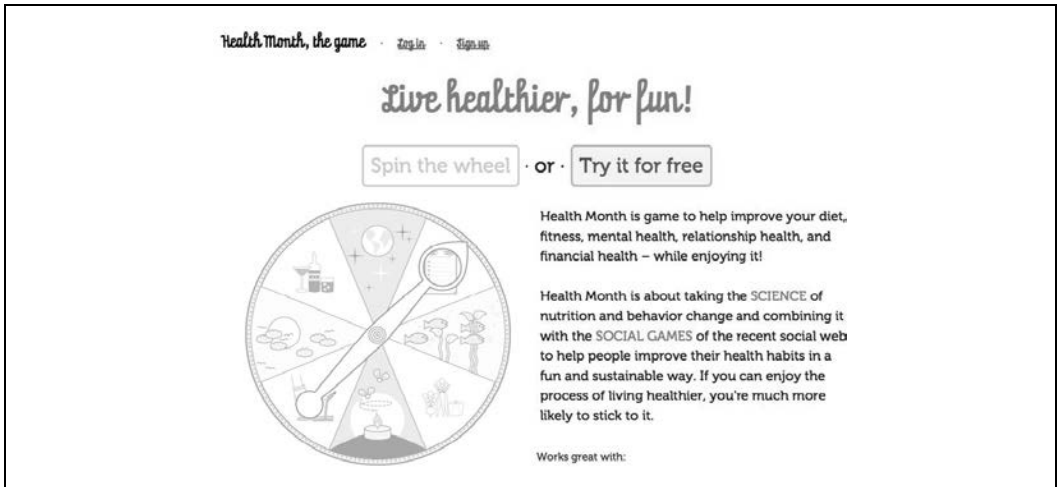 Health Month, the game · Log in · Sign up
Live healthier, for fun!
Spin the wheel · or · Try it for free
Health Month is game to help improve your diet,
fitness, mental health, relationship health, and
financial health – while enjoying it!
Health Month is about taking the SCIENCE of
nutrition and behavior change and combining it
with the SOCIAL GAMES of the recent social web
to help people improve their health habits in a
fun and sustainable way. If you can enjoy the
process of living healthier, you're much more
likely to stick to it.
Works great with: